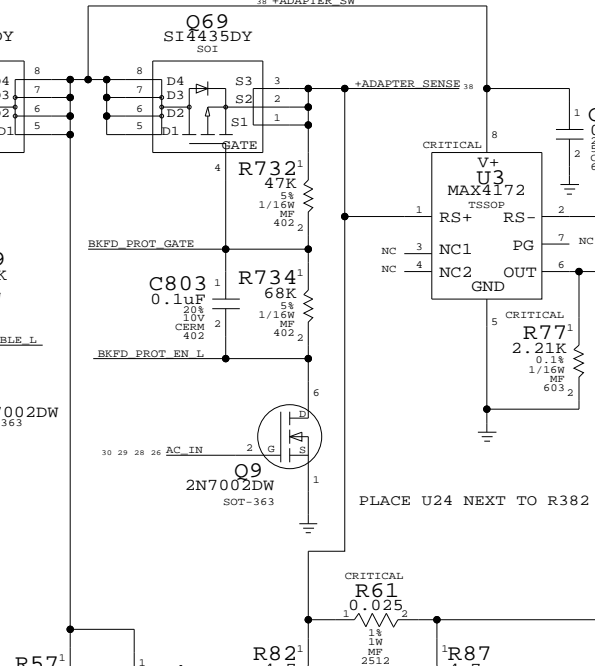 38 +ADAPTER_SW
Q69
SI4435DY
SOI
8
7
6
5
D1
8
7
6
5
D4
D3
D2
D1
S3
S2
S1
GATE
3
2
1
4
+ADAPTER_SENSE 38
CRITICAL
8
V+
U3
MAX4172
TSSOP
1 RS+
RS- 2
NC 3 NC1
NC 4 NC2
PG 7 NC
OUT 6
GND
5
1
2
R732 1
47K
5%
1/16W
MF
402 2
BKFD_PROT_GATE
C803 1
0.1uF
20%
10V
CERM
402
2
R734 1
68K
5%
1/16W
MF
402 2
BKFD_PROT_EN_L
CRITICAL
R77 1
2.21K
0.1%
1/16W
MF
603 2
BLE_L
7002DW
363
6
D
G
S
2
1
30 29 28 26 AC_IN
Q9
2N7002DW
SOT-363
PLACE U24 NEXT TO R382
CRITICAL
R61
0.025
1 2
1%
1W
MF
2512
R57 1
1
R82 1
1 R87